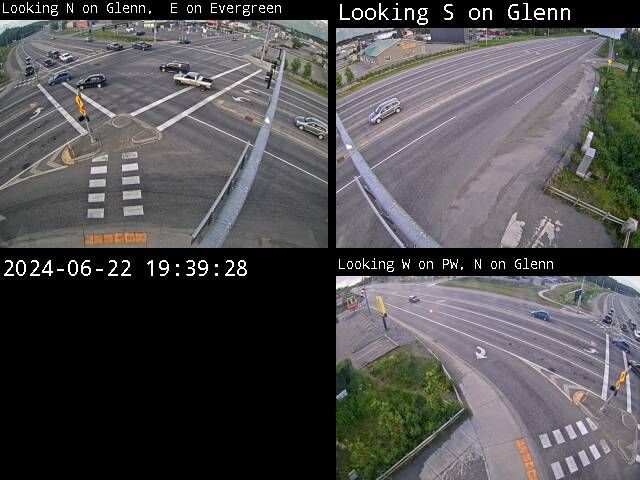 Looking N on Glenn,  E on Evergreen
Looking S on Glenn
2024-06-22 19:39:28
Looking W on PW, N on Glenn